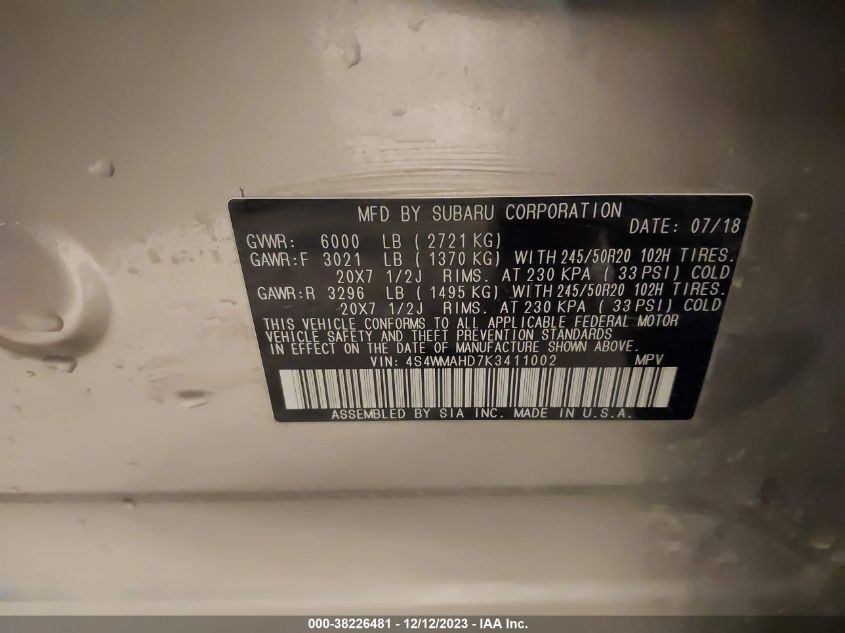 MFD BY SUBARU CORPORATION
DATE: 07/18
GVWR: 6000 LB ( 2721 KG)
GAWR:F 3021 LB ( 1370 KG) WITH 245/50R20 102H TIRES.
20X7 1/2J RIMS. AT 230 KPA ( 33 PSI) COLD
GAWR:R 3296 LB ( 1495 KG) WITH 245/50R20 102H TIRES.
20X7 1/2J RIMS. AT 230 KPA ( 33 PSI) COLD
THIS VEHICLE CONFORMS TO ALL APPLICABLE FEDERAL MOTOR
VEHICLE SAFETY AND THEFT PREVENTION STANDARDS
IN EFFECT ON THE DATE OF MANUFACTURE SHOWN ABOVE.
VIN: 4S4WMAHD7K3411002 MPV
ASSEMBLED BY SIA INC. MADE IN U.S.A.
000-38226481 - 12/12/2023 - IAA Inc.